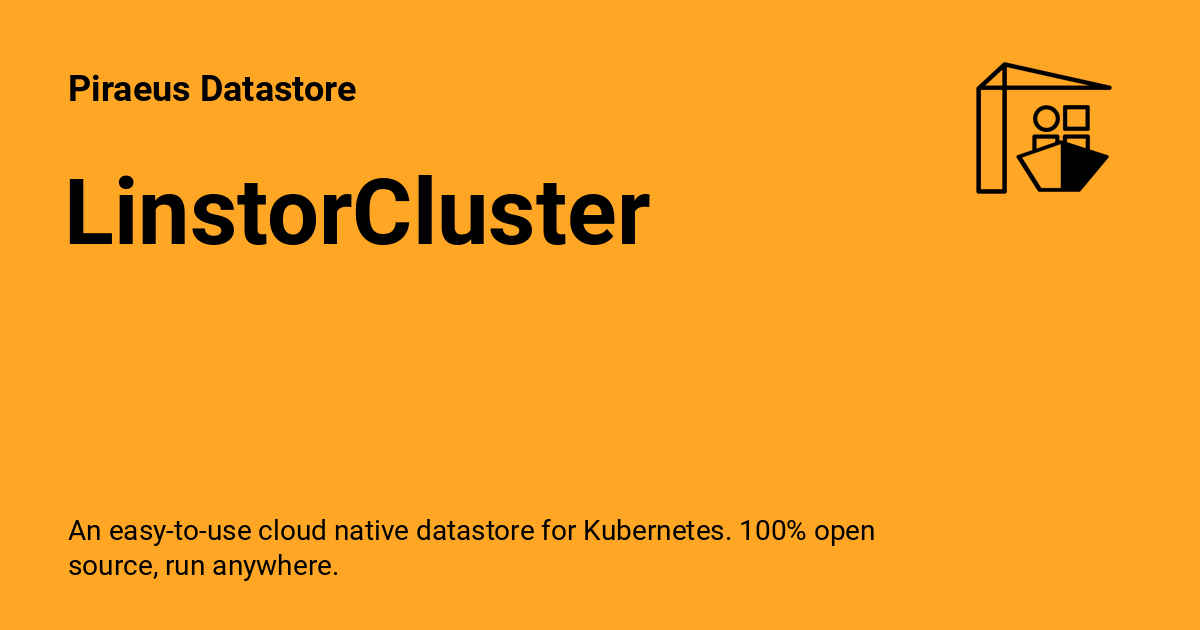 Piraeus Datastore
LinstorCluster
An easy-to-use cloud native datastore for Kubernetes. 100% open
source, run anywhere.